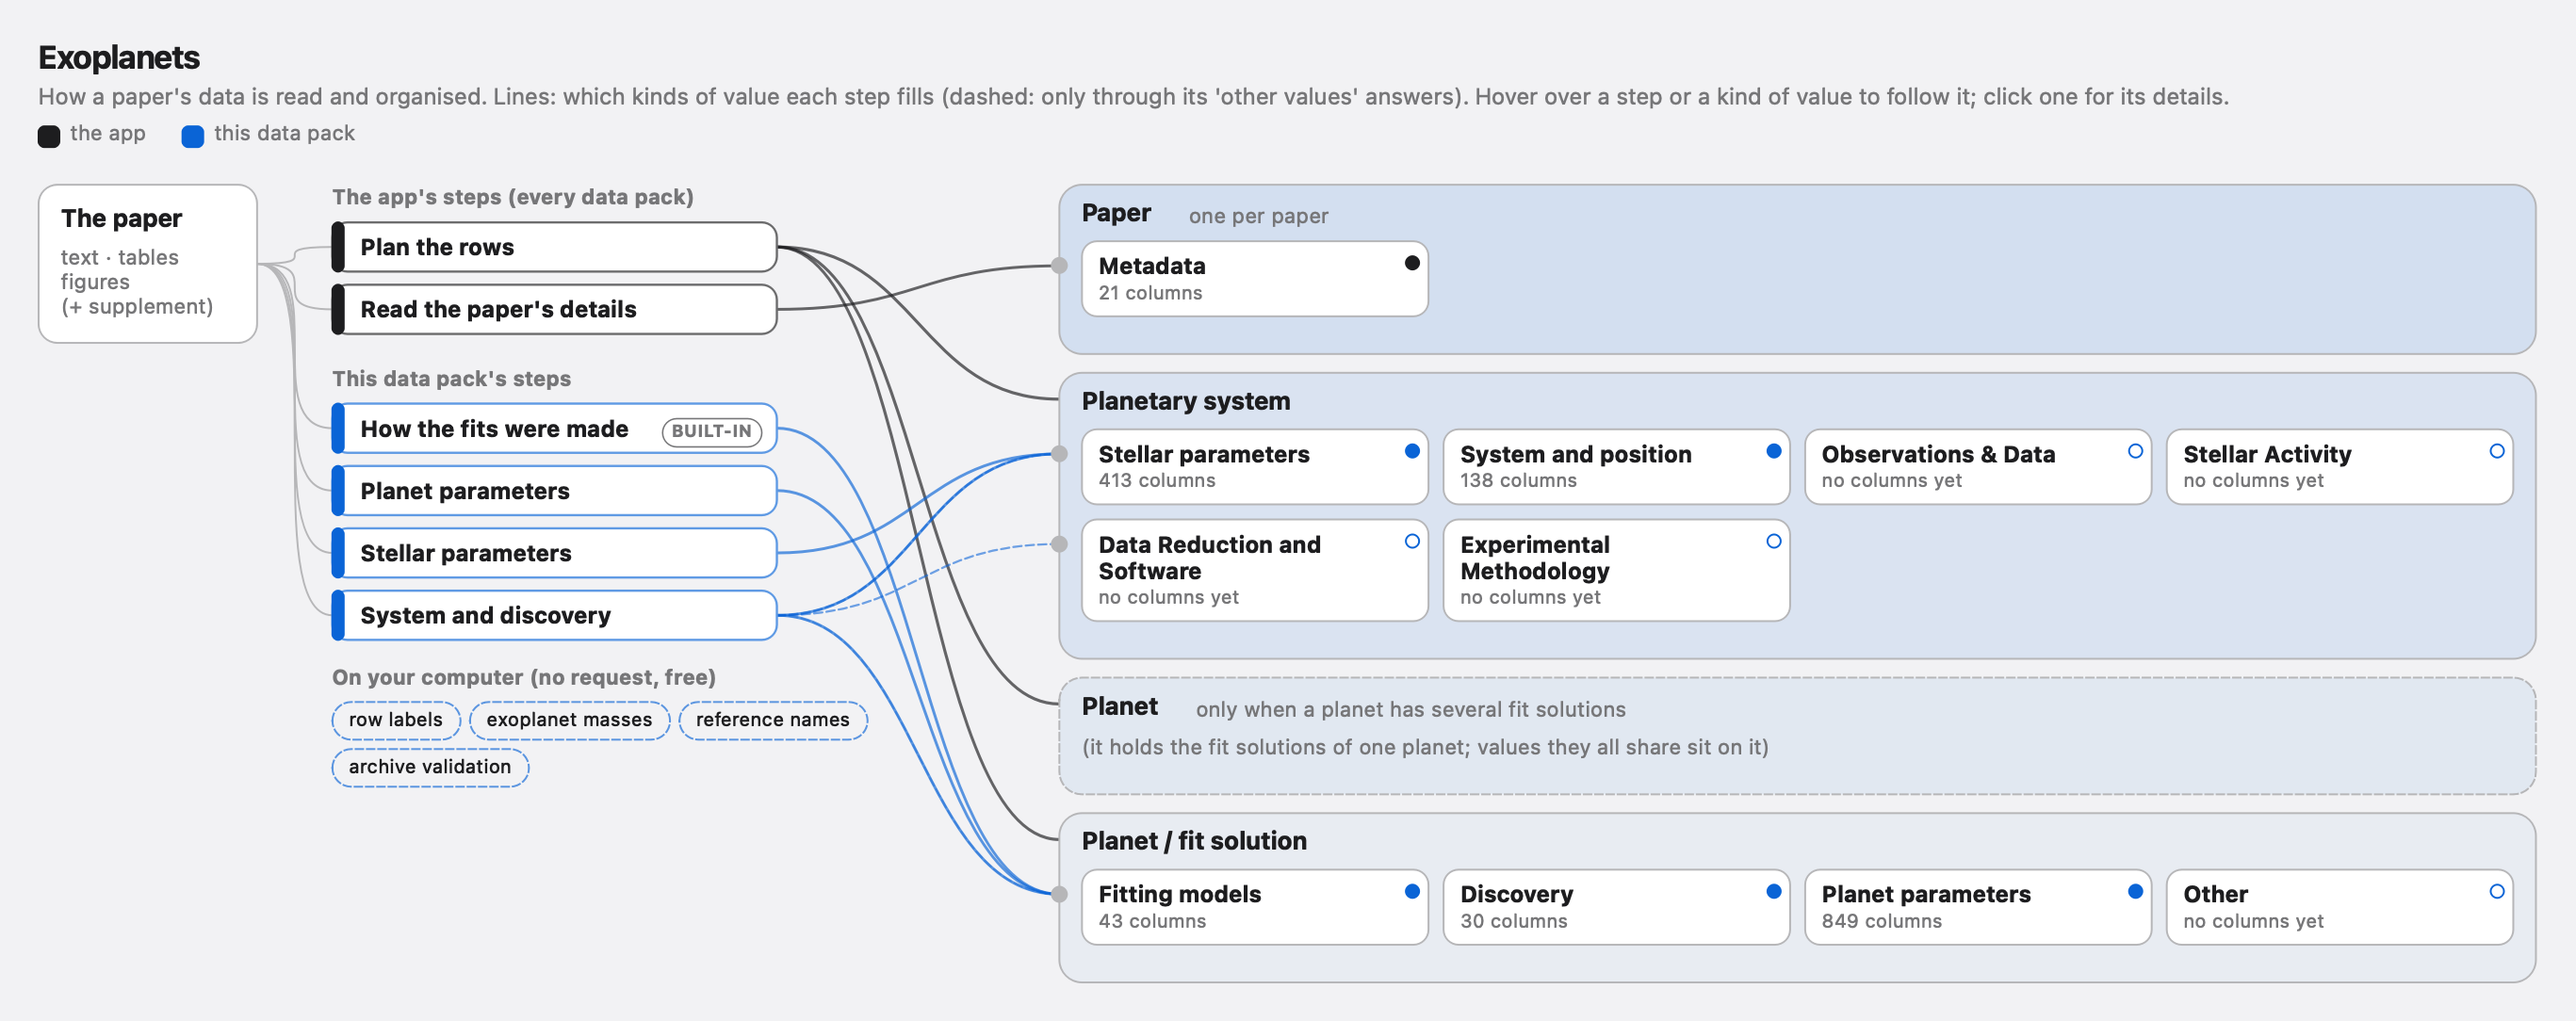 Exoplanets
How a paper's data is read and organised. Lines: which kinds of value each step fills (dashed: only through its 'other values' answers). Hover over a step or a kind of value to follow it; click one for its details.
the app
this data pack
The paper
text · tables
figures
(+ supplement)
The app's steps (every data pack)
Plan the rows
Read the paper's details
This data pack's steps
How the fits were made
BUILT-IN
Planet parameters
Stellar parameters
System and discovery
On your computer (no request, free)
row labels
exoplanet masses
reference names
archive validation
Paper
one per paper
Metadata
21 columns
Planetary system
Stellar parameters
413 columns
System and position
138 columns
Observations & Data
no columns yet
Stellar Activity
no columns yet
Data Reduction and
Software
no columns yet
Experimental
Methodology
no columns yet
Planet
only when a planet has several fit solutions
(it holds the fit solutions of one planet; values they all share sit on it)
Planet / fit solution
Fitting models
43 columns
Discovery
30 columns
Planet parameters
849 columns
Other
no columns yet